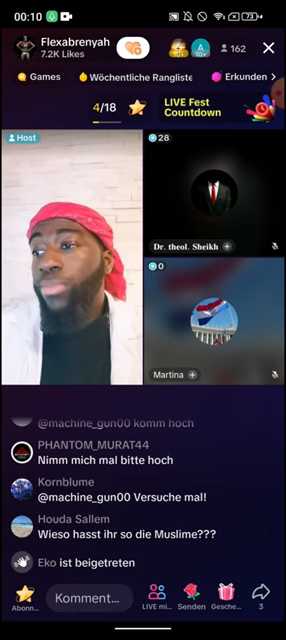 00:10
73
Flexabrenyah
7.2K Likes
162
Games
Wöchentliche Rangliste
Erkunden
4/18
LIVE Fest
Countdown
Host
28
Dr. theol. Sheikh
0
Martina
@machine_gun00 komm hoch
PHANTOM_MURAT44
Nimm mich mal bitte hoch
Kornblume
@machine_gun00 Versuche mal!
Houda Sallem
Wieso hasst ihr so die Muslime???
Eko ist beigetreten
Kommentar...
Abonn...
LIVE mi...
Senden
Gesche...
3